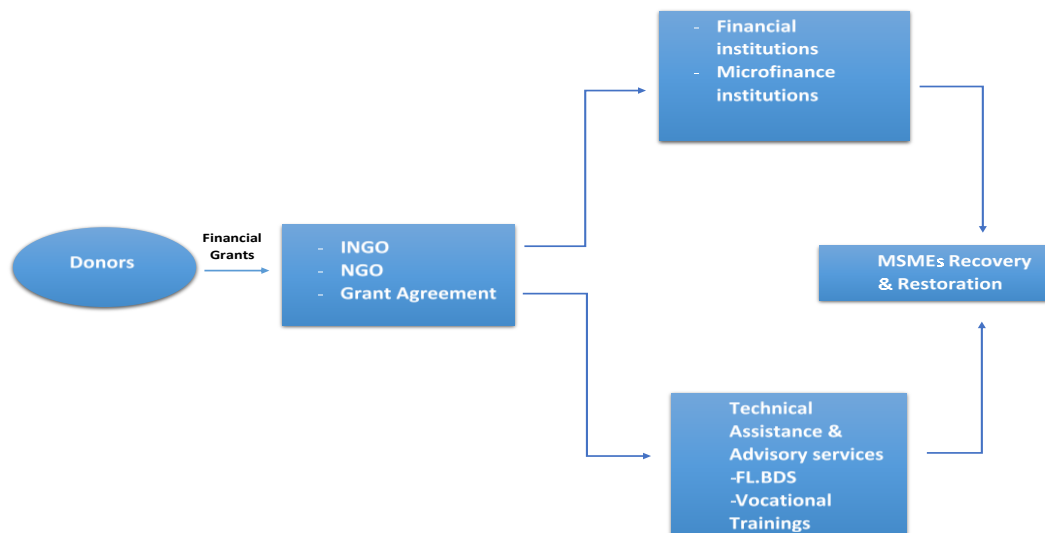 Donors
Financial
Grants
- INGO
- NGO
- Grant Agreement
- Financial
institutions
- Microfinance
institutions
Technical
Assistance &
Advisory services
-FL.BDS
-Vocational
Trainings
MSMEs Recovery
& Restoration